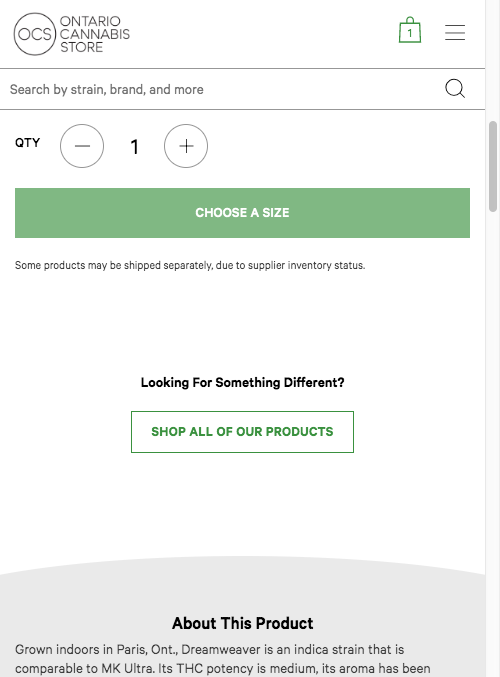 OCS
ONTARIO
CANNABIS
STORE
1
Search by strain, brand, and more
QTY
1
CHOOSE A SIZE
Some products may be shipped separately, due to supplier inventory status.
Looking For Something Different?
SHOP ALL OF OUR PRODUCTS
About This Product
Grown indoors in Paris, Ont., Dreamweaver is an indica strain that is
comparable to MK Ultra. Its THC potency is medium, its aroma has been